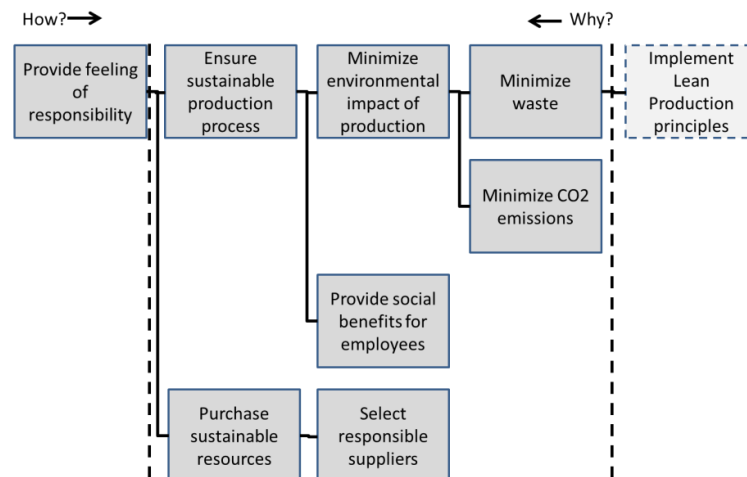 How?
Why?
Provide feeling
of
responsibility
Ensure
sustainable
production
process
Minimize
environmental
impact of
production
Minimize
waste
Implement
Lean
Production
principles
Minimize CO2
emissions
Provide social
benefits for
employees
Purchase
sustainable
resources
Select
responsible
suppliers